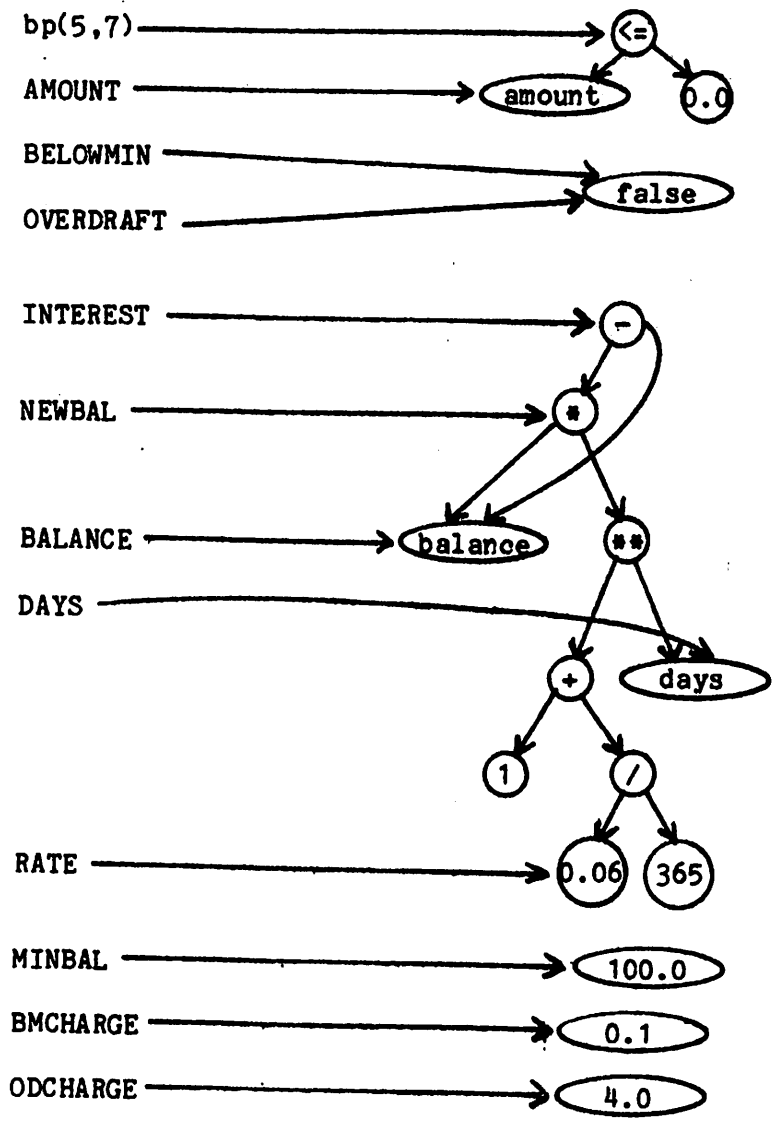 bp(5,7) <=
AMOUNT amount 0.0
BELOWMIN
false
OVERDRAFT
INTEREST -
NEWBAL *
BALANCE balance **
DAYS
+ days
1 /
RATE 0.06 365
MINBAL 100.0
BMCHARGE 0.1
ODCHARGE 4.0